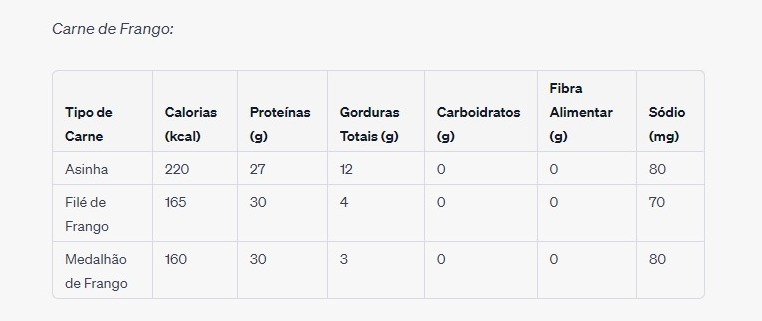 Carne de Frango:
Tipo de Carne Calorias (kcal) Proteínas (g) Gorduras Totais (g) Carboidratos (g) Fibra Alimentar (g) Sódio (mg)
Asinha 220 27 12 0 0 80
Filé de Frango 165 30 4 0 0 70
Medalhão de Frango 160 30 3 0 0 80